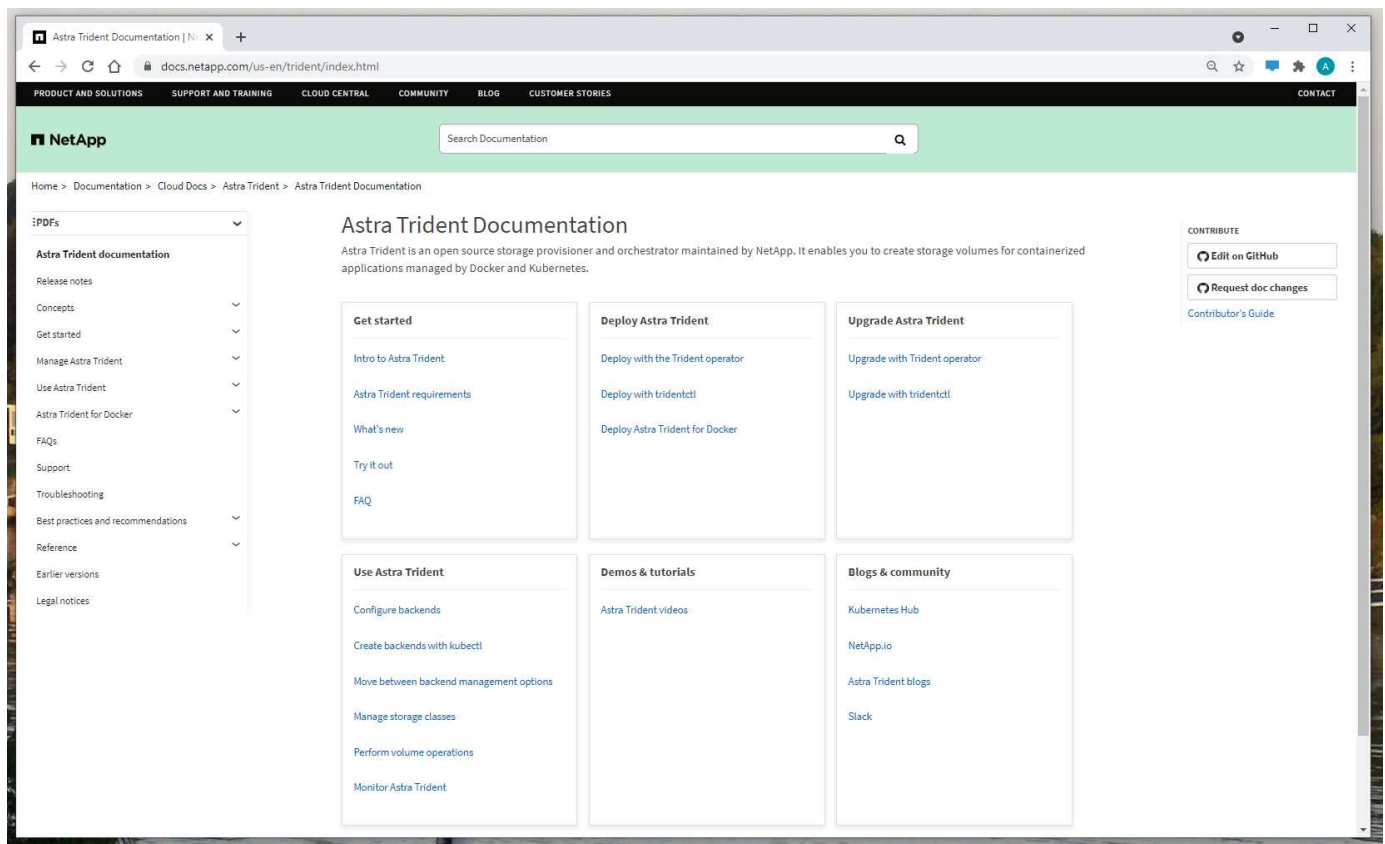 Astra Trident Documentation | Ne
docs.netapp.com/us-en/trident/index.html
A
PRODUCT AND SOLUTIONS SUPPORT AND TRAINING CLOUD CENTRAL COMMUNITY BLOG CUSTOMER STORIES CONTACT
NetApp
Search Documentation
Home > Documentation > Cloud Docs > Astra Trident > Astra Trident Documentation
PDFs
Astra Trident documentation
Release notes
Concepts
Get started
Manage Astra Trident
Use Astra Trident
Astra Trident for Docker
FAQs
Support
Troubleshooting
Best practices and recommendations
Reference
Earlier versions
Legal notices
Astra Trident Documentation
Astra Trident is an open source storage provisioner and orchestrator maintained by NetApp. It enables you to create storage volumes for containerized
applications managed by Docker and Kubernetes.
Get started
Intro to Astra Trident
Astra Trident requirements
What's new
Try it out
FAQ
Deploy Astra Trident
Deploy with the Trident operator
Deploy with tridentctl
Deploy Astra Trident for Docker
Upgrade Astra Trident
Upgrade with Trident operator
Upgrade with tridentctl
Use Astra Trident
Configure backends
Create backends with kubectl
Move between backend management options
Manage storage classes
Perform volume operations
Monitor Astra Trident
Demos & tutorials
Astra Trident videos
Blogs & community
Kubernetes Hub
NetApp.io
Astra Trident blogs
Slack
CONTRIBUTE
Edit on GitHub
Request doc changes
Contributor's Guide